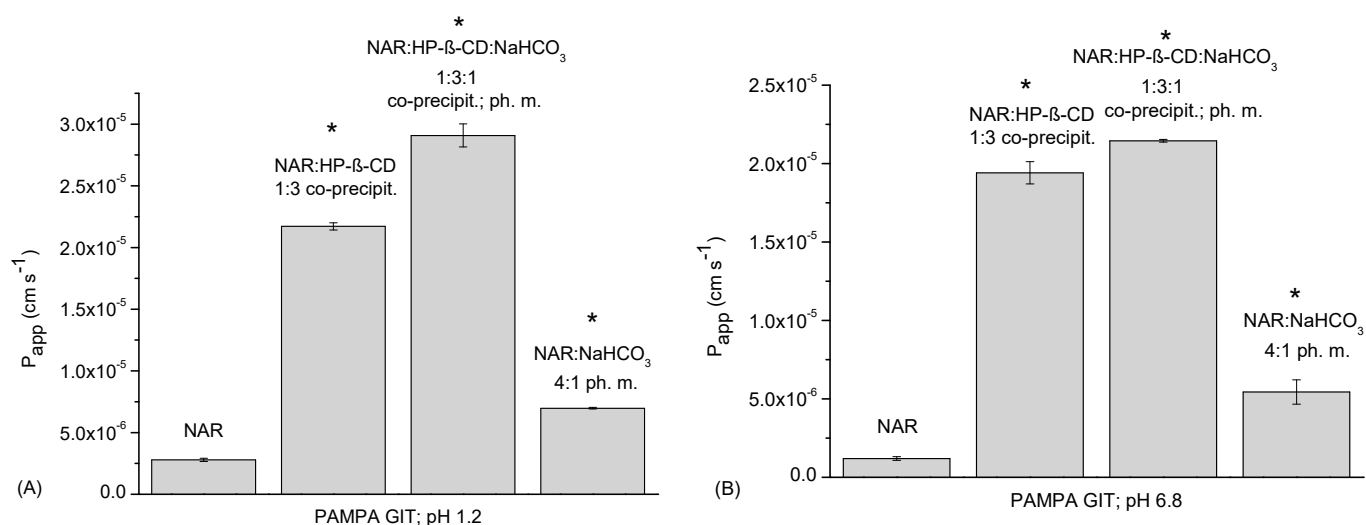 *
NAR:HP-ß-CD:NaHCO₃
1:3:1
co-precipit.; ph. m.
*
NAR:HP-ß-CD
1:3 co-precipit.
*
NAR:NaHCO₃
4:1 ph. m.
NAR
3.0x10⁻⁵
2.5x10⁻⁵
2.0x10⁻⁵
1.5x10⁻⁵
1.0x10⁻⁵
5.0x10⁻⁶
0.0
Papp (cm s⁻¹)
(A)
PAMPA GIT; pH 1.2
*
NAR:HP-ß-CD:NaHCO₃
1:3:1
co-precipit.; ph. m.
*
NAR:HP-ß-CD
1:3 co-precipit.
*
NAR:NaHCO₃
4:1 ph. m.
NAR
2.5x10⁻⁵
2.0x10⁻⁵
1.5x10⁻⁵
1.0x10⁻⁵
5.0x10⁻⁶
0.0
Papp (cm s⁻¹)
(B)
PAMPA GIT; pH 6.8